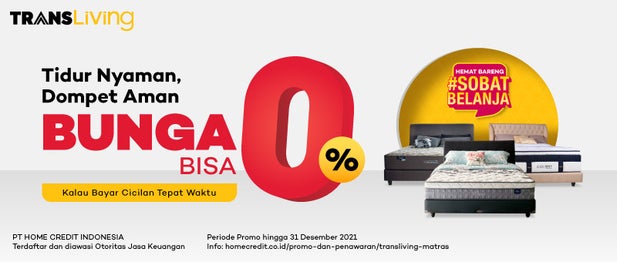 TRANSLiving
Tidur Nyaman,
Dompet Aman
BUNGA
BISA
0%
Kalau Bayar Cicilan Tepat Waktu
HEMAT BARENG
#SOBAT
BELANJA
PT HOME CREDIT INDONESIA
Terdaftar dan diawasi Otoritas Jasa Keuangan
Periode Promo hingga 31 Desember 2021
Info: homecredit.co.id/promo-dan-penawaran/transliving-matras